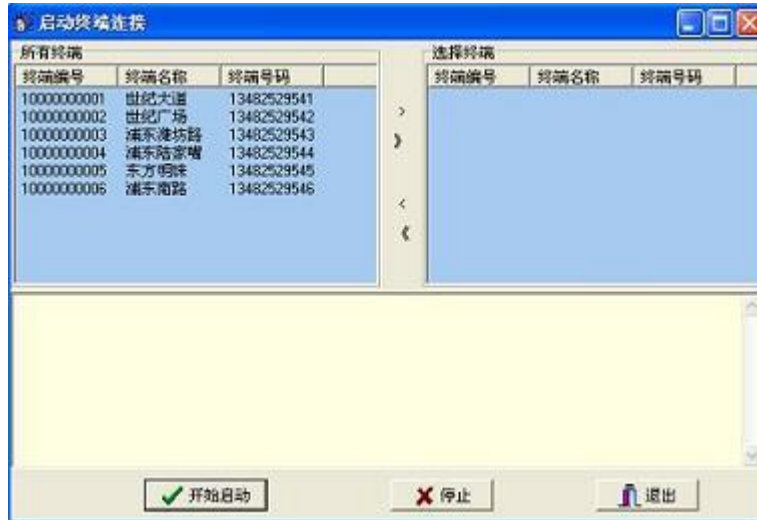 启动终端连接
所有终端
终端编号 终端名称 终端号码
10000000001 世纪大道 13482529541
10000000002 世纪广场 13482529542
10000000003 浦东潍坊路 13482529543
10000000004 浦东陆家嘴 13482529544
10000000005 东方明珠 13482529545
10000000006 浦东南路 13482529546
选择终端
终端编号 终端名称 终端号码
开始启动
停止
退出